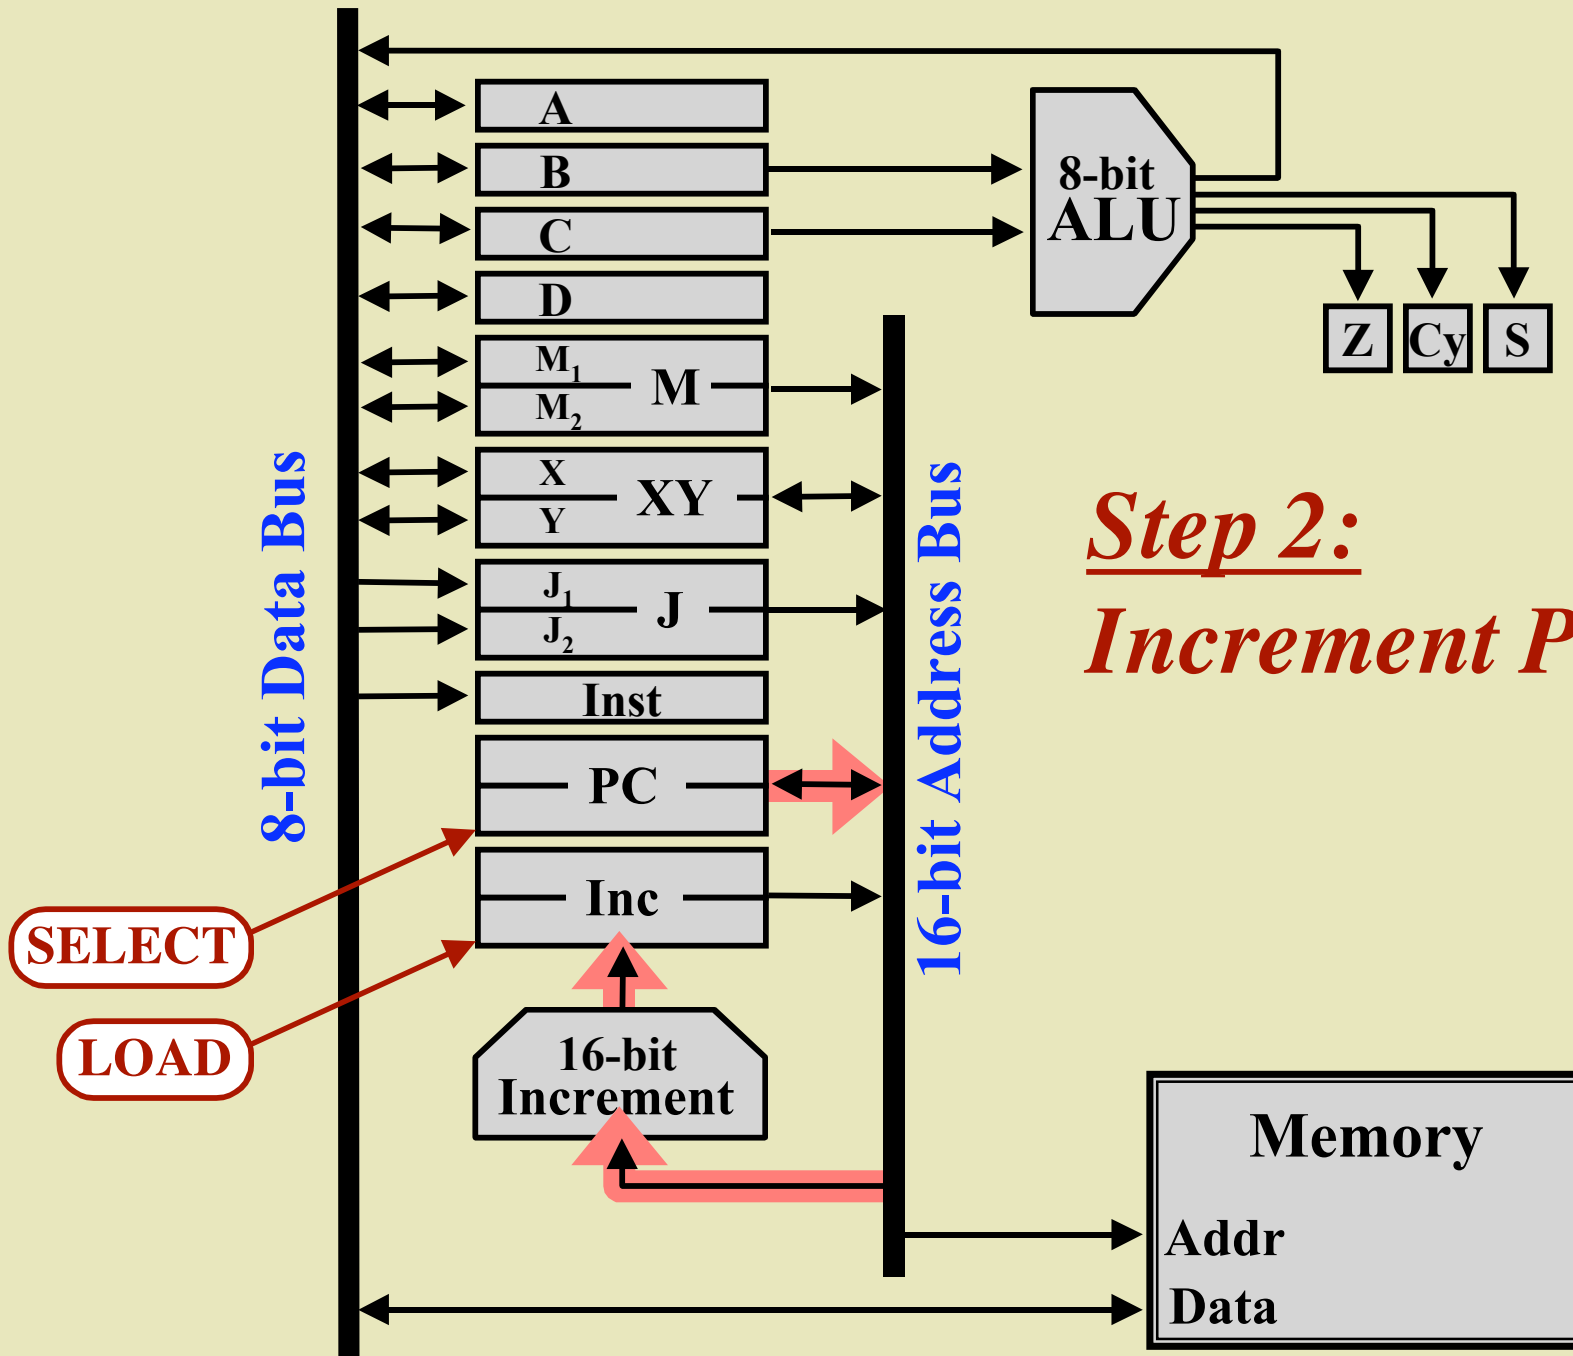 A
B
C
D
M1
M2
M
X
Y
XY
J1
J2
J
Inst
PC
Inc
16-bit
Increment
8-bit
ALU
Z
Cy
S
8-bit Data Bus
16-bit Address Bus
Step 2:
Increment P
SELECT
LOAD
Memory
Addr
Data